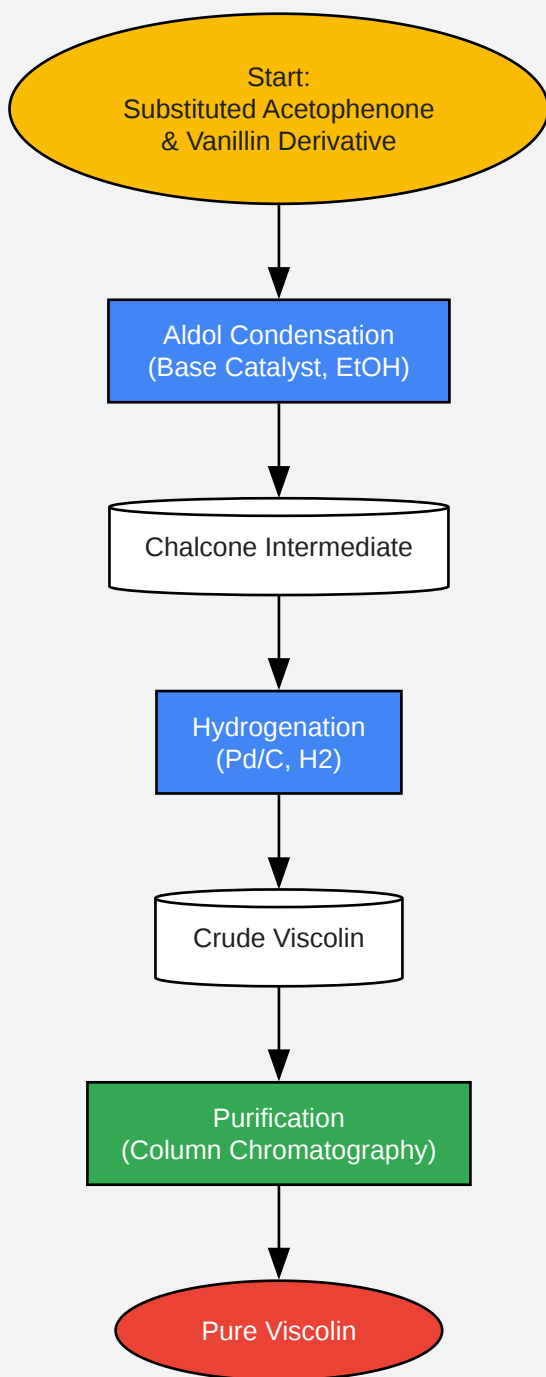 Start:
Substituted Acetophenone
& Vanillin Derivative
Aldol Condensation
(Base Catalyst, EtOH)
Chalcone Intermediate
Hydrogenation
(Pd/C, H2)
Crude Viscolin
Purification
(Column Chromatography)
Pure Viscolin